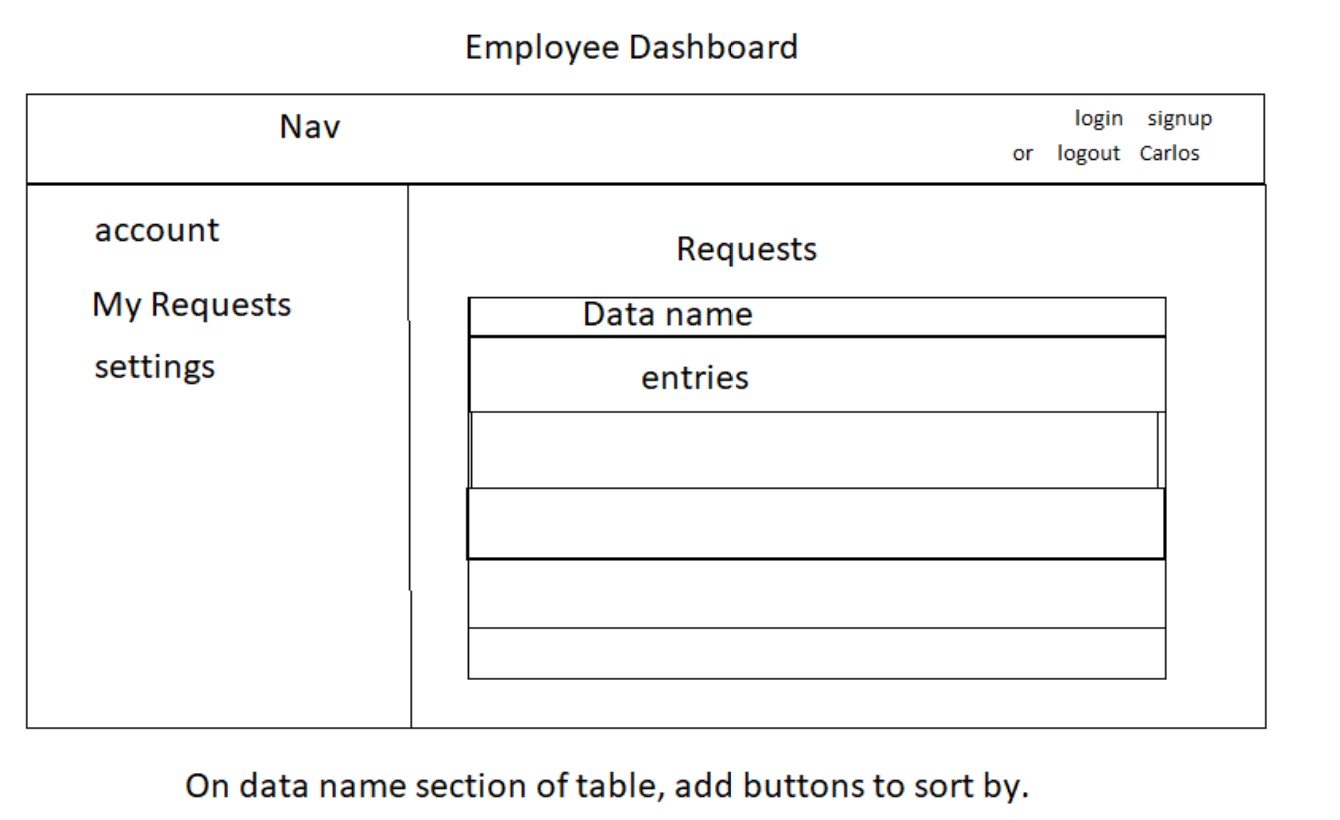 Employee Dashboard
Nav
login signup
or logout Carlos
account
My Requests
settings
Requests
Data name
entries
On data name section of table, add buttons to sort by.